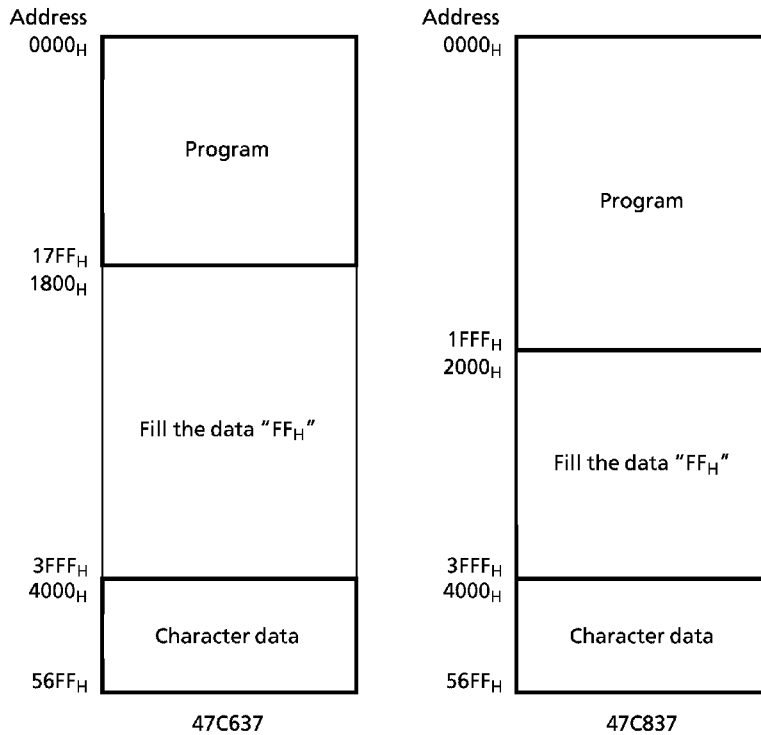 Address
0000H
Program
17FFH
1800H
Fill the data “FFH”
3FFFH
4000H
Character data
56FFH
47C637
0000H
Program
1FFFH
2000H
Fill the data “FFH”
3FFFH
4000H
Character data
56FFH
47C837
Address